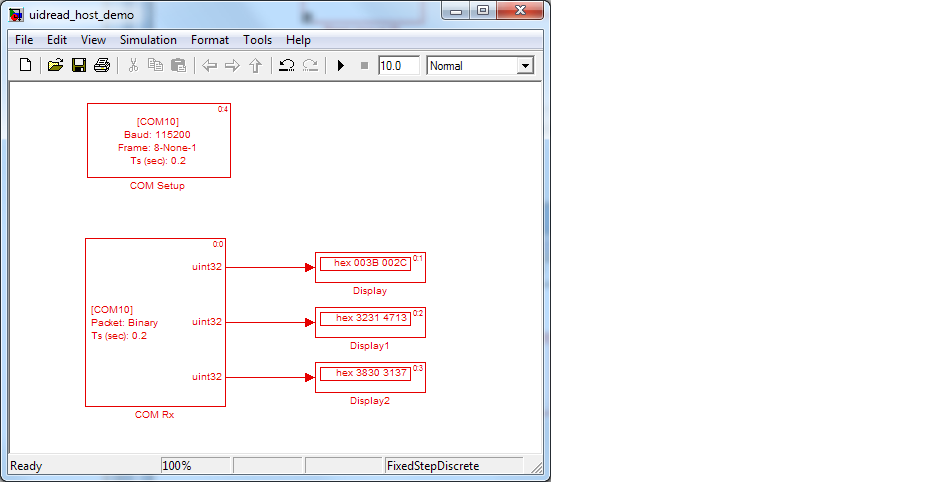 uidread_host_demo
File Edit View Simulation Format Tools Help
10.0 Normal
0:4
[COM10]
Baud: 115200
Frame: 8-None-1
Ts (sec): 0.2
COM Setup
0:0
uint32
[COM10]
Packet: Binary
Ts (sec): 0.2
uint32
uint32
COM Rx
0:1
hex 003B 002C
Display
0:2
hex 3231 4713
Display1
0:3
hex 3830 3137
Display2
Ready 100% FixedStepDiscrete